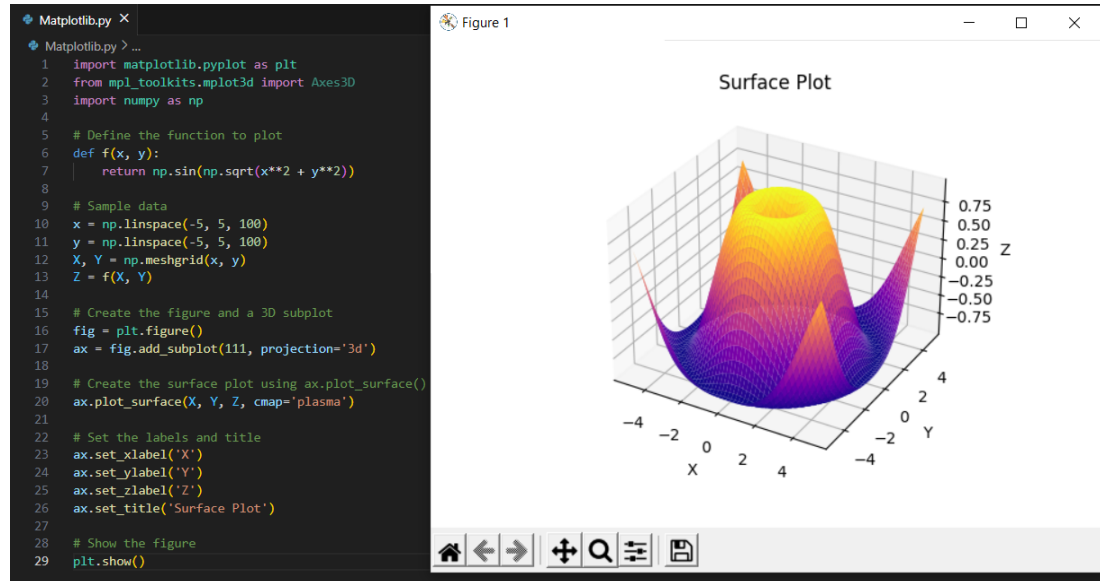 Matplotlib.py ×
Matplotlib.py > ...
1 import matplotlib.pyplot as plt
2 from mpl_toolkits.mplot3d import Axes3D
3 import numpy as np
4
5 # Define the function to plot
6 def f(x, y):
7     return np.sin(np.sqrt(x**2 + y**2))
8
9 # Sample data
10 x = np.linspace(-5, 5, 100)
11 y = np.linspace(-5, 5, 100)
12 X, Y = np.meshgrid(x, y)
13 Z = f(X, Y)
14
15 # Create the figure and a 3D subplot
16 fig = plt.figure()
17 ax = fig.add_subplot(111, projection='3d')
18
19 # Create the surface plot using ax.plot_surface()
20 ax.plot_surface(X, Y, Z, cmap='plasma')
21
22 # Set the labels and title
23 ax.set_xlabel('X')
24 ax.set_ylabel('Y')
25 ax.set_zlabel('Z')
26 ax.set_title('Surface Plot')
27
28 # Show the figure
29 plt.show()
Figure 1
Surface Plot
0.75
0.50
0.25
0.00
−0.25
−0.50
−0.75
Z
−4
−2
0
2
4
X
−4
−2
0
2
4
Y